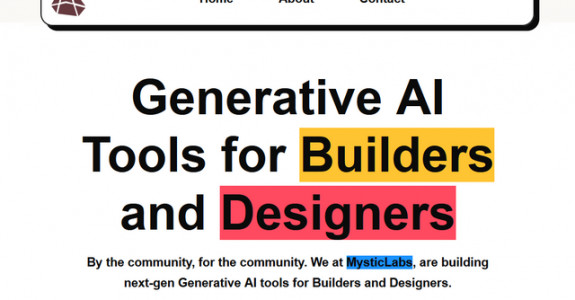 Home About Contact
Generative AI
Tools for Builders
and Designers
By the community, for the community. We at MysticLabs, are building
next-gen Generative AI tools for Builders and Designers.